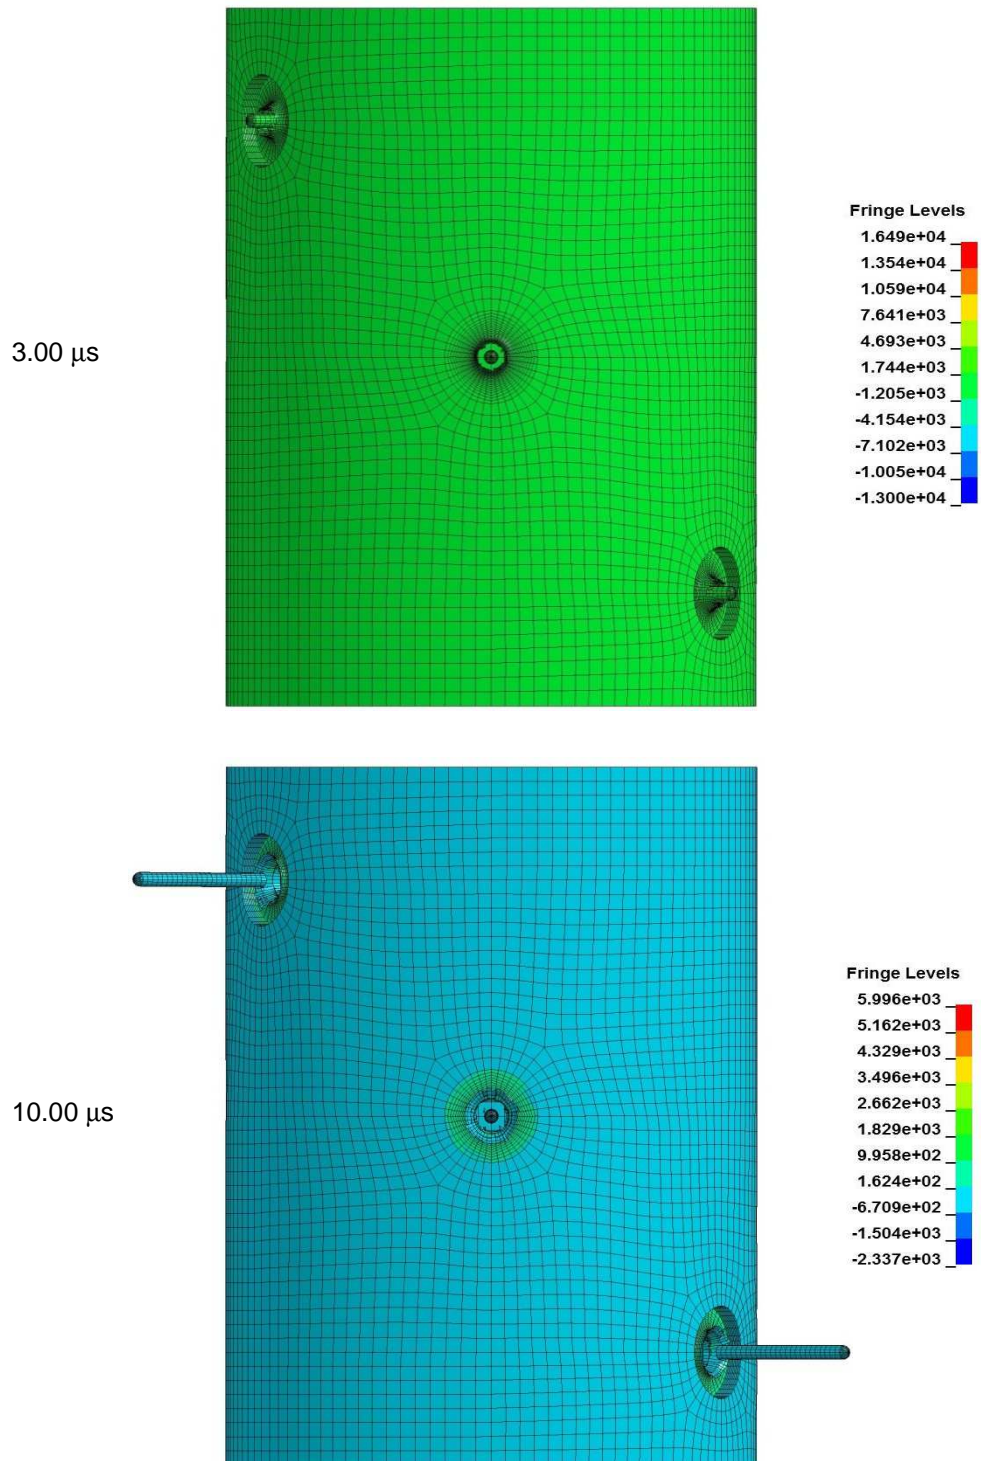 3.00 μs
Fringe Levels
1.649e+04
1.354e+04
1.059e+04
7.641e+03
4.693e+03
1.744e+03
-1.205e+03
-4.154e+03
-7.102e+03
-1.005e+04
-1.300e+04
10.00 μs
Fringe Levels
5.996e+03
5.162e+03
4.329e+03
3.496e+03
2.662e+03
1.829e+03
9.958e+02
1.624e+02
-6.709e+02
-1.504e+03
-2.337e+03